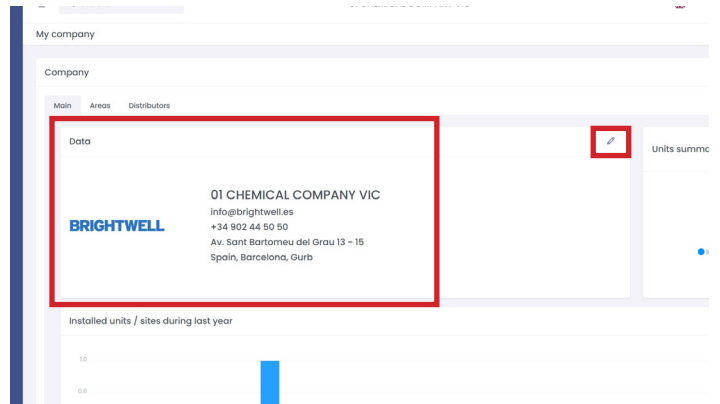 My company
Company
Main Areas Distributors
Data
Units summa
BRIGHTWELL
01 CHEMICAL COMPANY VIC
info@brightwell.es
+34 902 44 50 50
Av. Sant Bartomeu del Grau 13 - 15
Spain, Barcelona, Gurb
Installed units / sites during last year
1.0
0.8